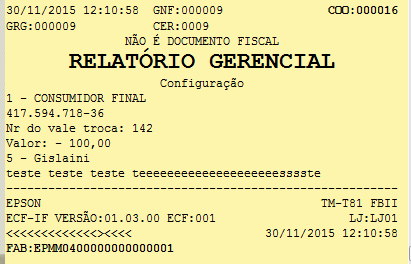 30/11/2015 12:10:58 GNF:000009 COO:000016
GRG:000009 CER:0009
NÃO É DOCUMENTO FISCAL
RELATÓRIO GERENCIAL
Configuração
1 - CONSUMIDOR FINAL
417.594.718-36
Nr do vale troca: 142
Valor: - 100,00
5 - Gislaini
teste teste teste teeeeeeeeeeeeeeeeeeeeesssste
------------------------------------------------
EPSON TM-T81 FBII
ECF-IF VERSÃO:01.03.00 ECF:001 LJ:LJ01
<<<<<<<<<<<<<><<<< 30/11/2015 12:10:58
FAB:EPMM0400000000000001